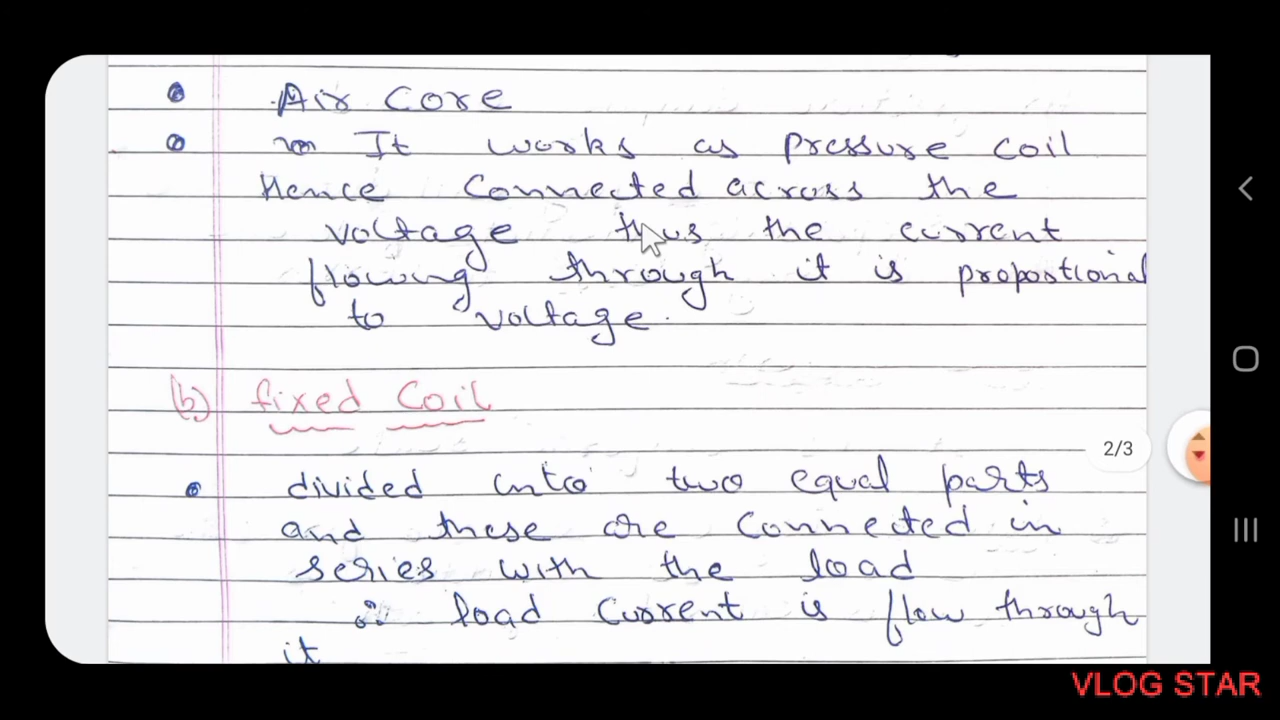 Air Core
It works as pressure coil
Hence Connected across the
voltage thus the current
flowing through it is propostional
to voltage.
(b) fixed Coil
divided into two equal parts
and these are Connected in
series with the load
∴ load Current is flow through
it
2/3
VLOG STAR